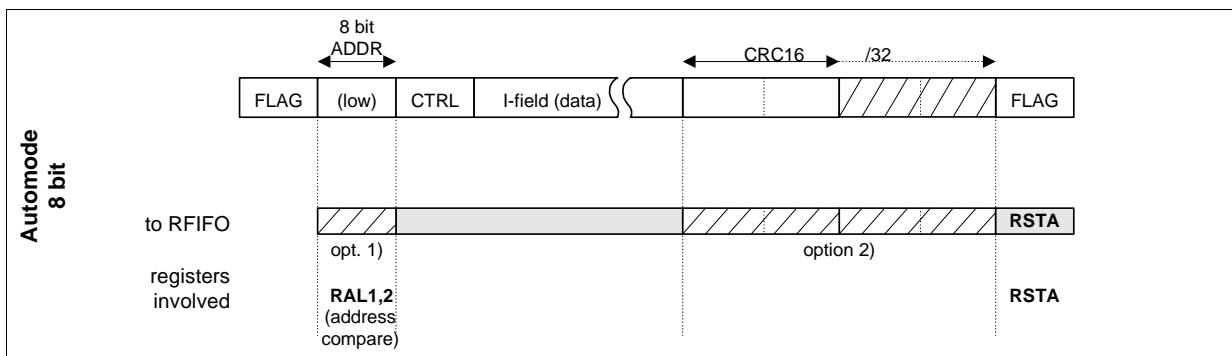 8 bit
ADDR
CRC16 /32
FLAG (low) CTRL I-field (data) FLAG
Automode
8 bit
to RFIFO RSTA
opt. 1) option 2)
registers
involved
RAL1,2 RSTA
(address
compare)